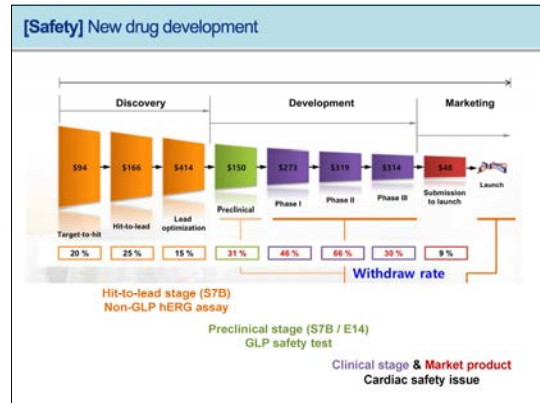 [Safety] New drug development
Discovery
Development
Marketing
$94
$166
$414
$150
$273
$319
$314
$48
Target-to-hit
Hit-to-lead
Lead
optimization
Preclinical
Phase I
Phase II
Phase III
Submission
to launch
Launch
20 %
25 %
15 %
31 %
46 %
66 %
30 %
9 %
Withdraw rate
Hit-to-lead stage (S7B)
Non-GLP hERG assay
Preclinical stage (S7B / E14)
GLP safety test
Clinical stage & Market product
Cardiac safety issue